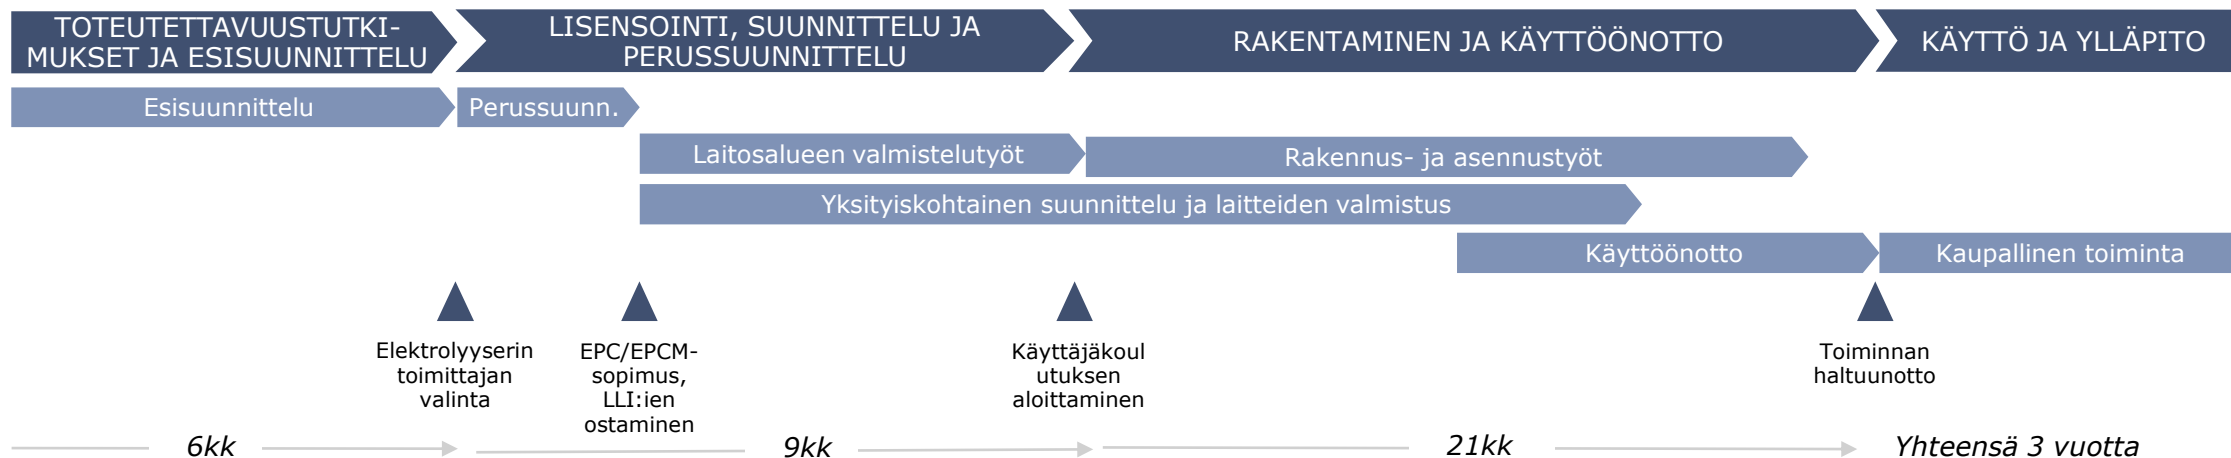 TOTEUTETTAVUUSTUTKI-
MUKSET JA ESISUUNNITTELU
LISENSOINTI, SUUNNITTELU JA
PERUSSUUNNITTELU
RAKENTAMINEN JA KÄYTTÖÖNOTTO
KÄYTTÖ JA YLLÄPITO
Esisuunnittelu
Perussuunn.
Laitosalueen valmistelutyöt
Rakennus- ja asennustyöt
Yksityiskohtainen suunnittelu ja laitteiden valmistus
Käyttöönotto
Kaupallinen toiminta
Elektrolyyserin
toimittajan
valinta
EPC/EPCM-
sopimus,
LLI:ien
ostaminen
Käyttäjäkoul
utuksen
aloittaminen
Toiminnan
haltuunotto
6kk
9kk
21kk
Yhteensä 3 vuotta